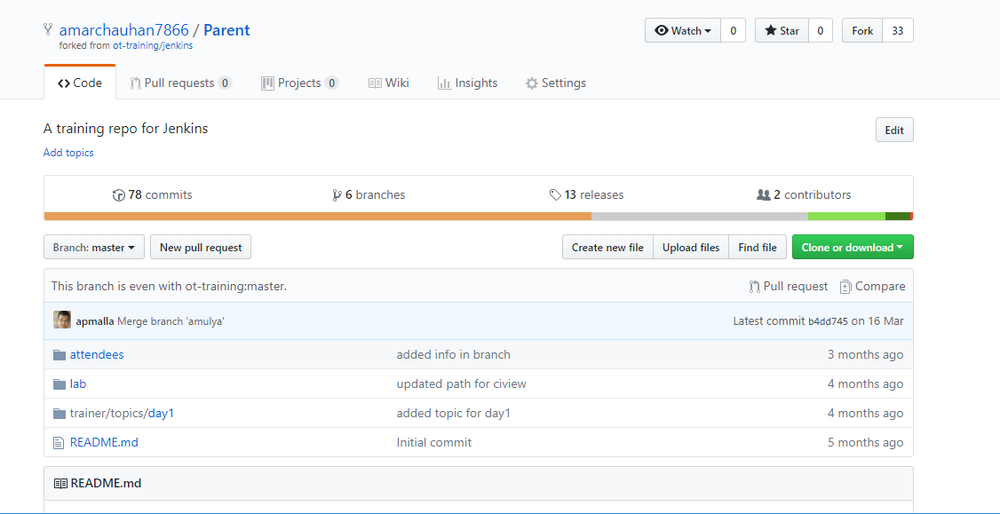 amarchauhan7866 / Parent
forked from ot-training/jenkins
Watch 0 Star 0 Fork 33
Code Pull requests 0 Projects 0 Wiki Insights Settings
A training repo for Jenkins
Edit
Add topics
78 commits 6 branches 13 releases 2 contributors
Branch: master New pull request Create new file Upload files Find file Clone or download
This branch is even with ot-training:master. Pull request Compare
apmalla Merge branch 'amulya' Latest commit b4dd745 on 16 Mar
attendees added info in branch 3 months ago
lab updated path for ciview 4 months ago
trainer/topics/day1 added topic for day1 4 months ago
README.md Initial commit 5 months ago
README.md